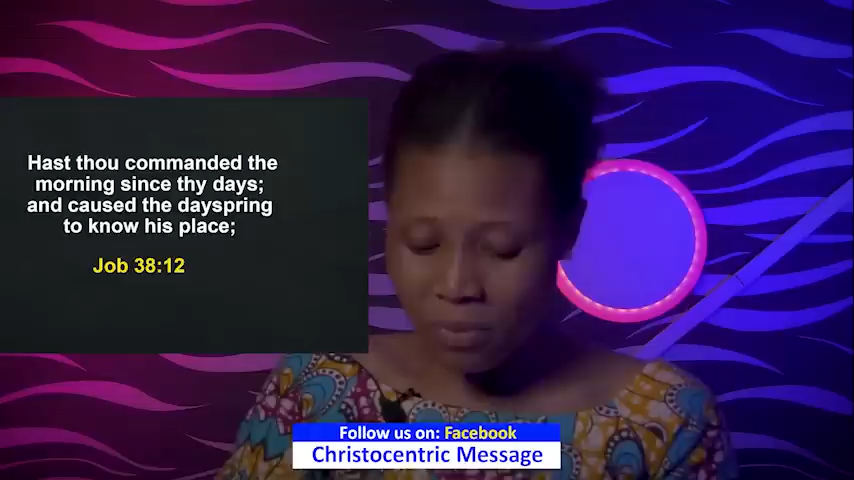 Hast thou commanded the
morning since thy days;
and caused the dayspring
to know his place;
Job 38:12
Follow us on: Facebook
Christocentric Message